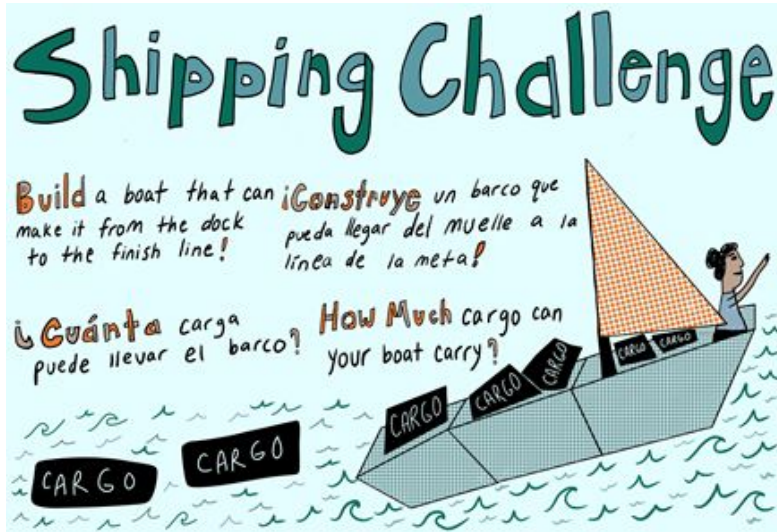 Shipping Challenge
Build a boat that can
make it from the dock
to the finish line!
¡Construye un barco que
pueda llegar del muelle a la
línea de la meta!
¿Cuánta carga
puede llevar el barco?
How Much cargo can
your boat carry?
CARGO
CARGO
CARGO
CARGO
CARGO
CARGO
CARGO